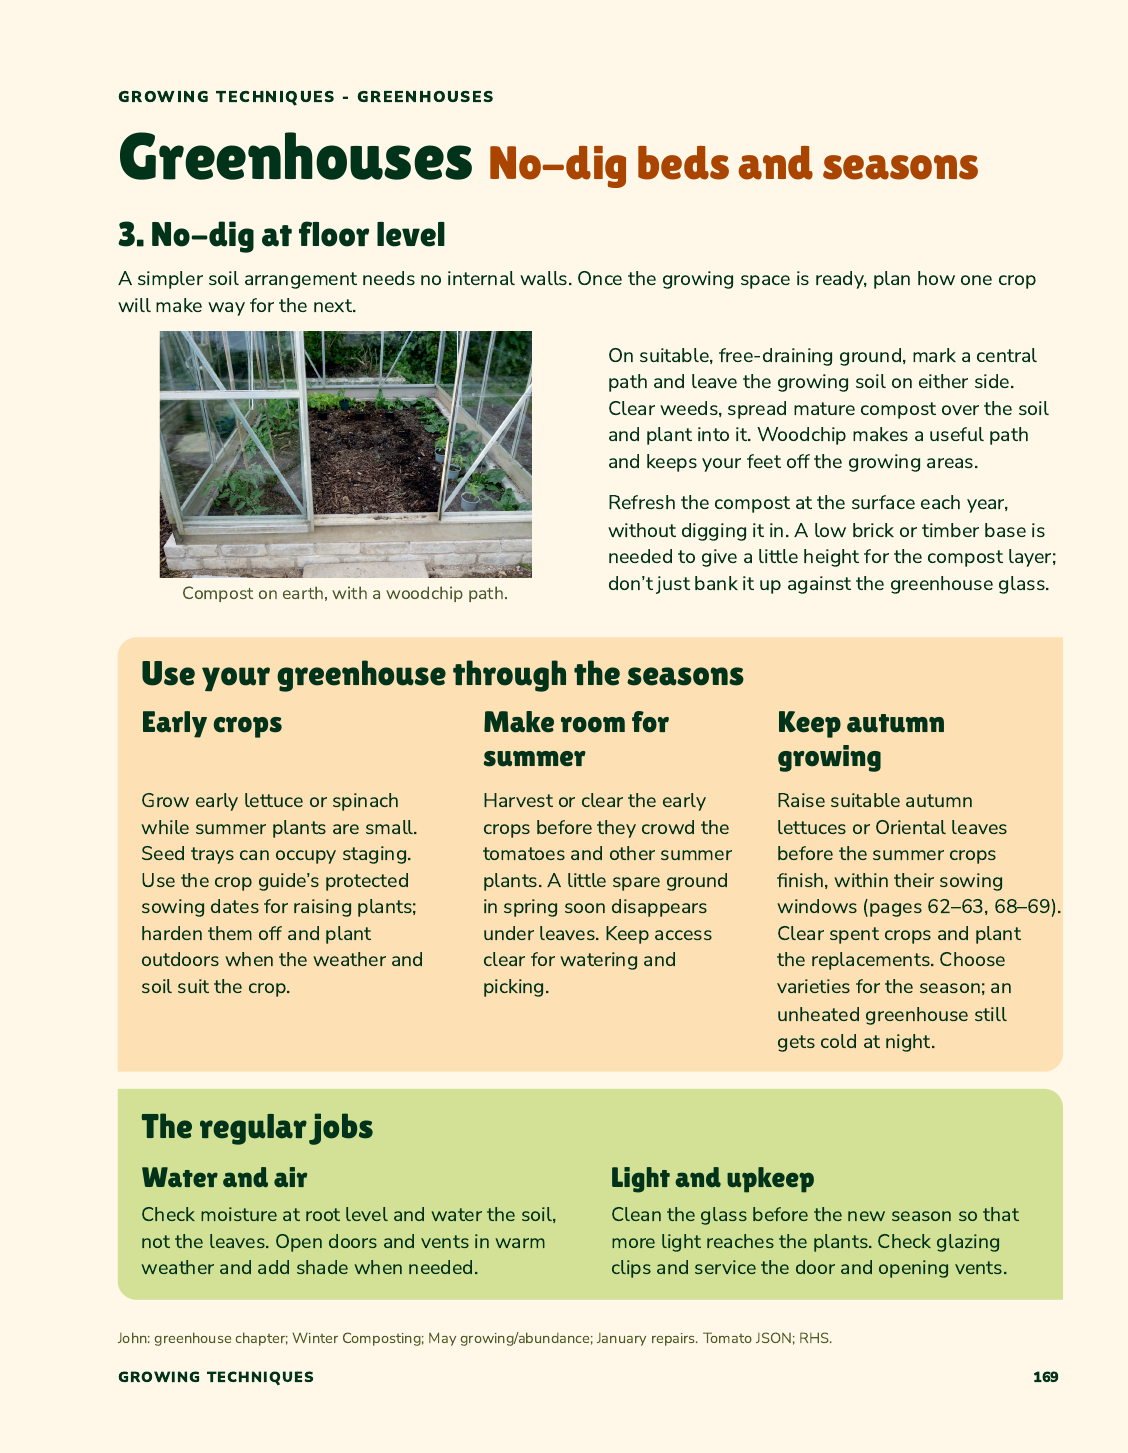 GROWING TECHNIQUES - GREENHOUSES
Greenhouses No-dig beds and seasons
3. No-dig at floor level
A simpler soil arrangement needs no internal walls. Once the growing space is ready, plan how one crop
will make way for the next.
Compost on earth, with a woodchip path.
On suitable, free-draining ground, mark a central
path and leave the growing soil on either side.
Clear weeds, spread mature compost over the soil
and plant into it. Woodchip makes a useful path
and keeps your feet off the growing areas.
Refresh the compost at the surface each year,
without digging it in. A low brick or timber base is
needed to give a little height for the compost layer;
don't just bank it up against the greenhouse glass.
Use your greenhouse through the seasons
Early crops
Grow early lettuce or spinach
while summer plants are small.
Seed trays can occupy staging.
Use the crop guide's protected
sowing dates for raising plants;
harden them off and plant
outdoors when the weather and
soil suit the crop.
Make room for
summer
Harvest or clear the early
crops before they crowd the
tomatoes and other summer
plants. A little spare ground
in spring soon disappears
under leaves. Keep access
clear for watering and
picking.
Keep autumn
growing
Raise suitable autumn
lettuces or Oriental leaves
before the summer crops
finish, within their sowing
windows (pages 62–63, 68–69).
Clear spent crops and plant
the replacements. Choose
varieties for the season; an
unheated greenhouse still
gets cold at night.
The regular jobs
Water and air
Check moisture at root level and water the soil,
not the leaves. Open doors and vents in warm
weather and add shade when needed.
Light and upkeep
Clean the glass before the new season so that
more light reaches the plants. Check glazing
clips and service the door and opening vents.
John: greenhouse chapter; Winter Composting; May growing/abundance; January repairs. Tomato JSON; RHS.
GROWING TECHNIQUES
169